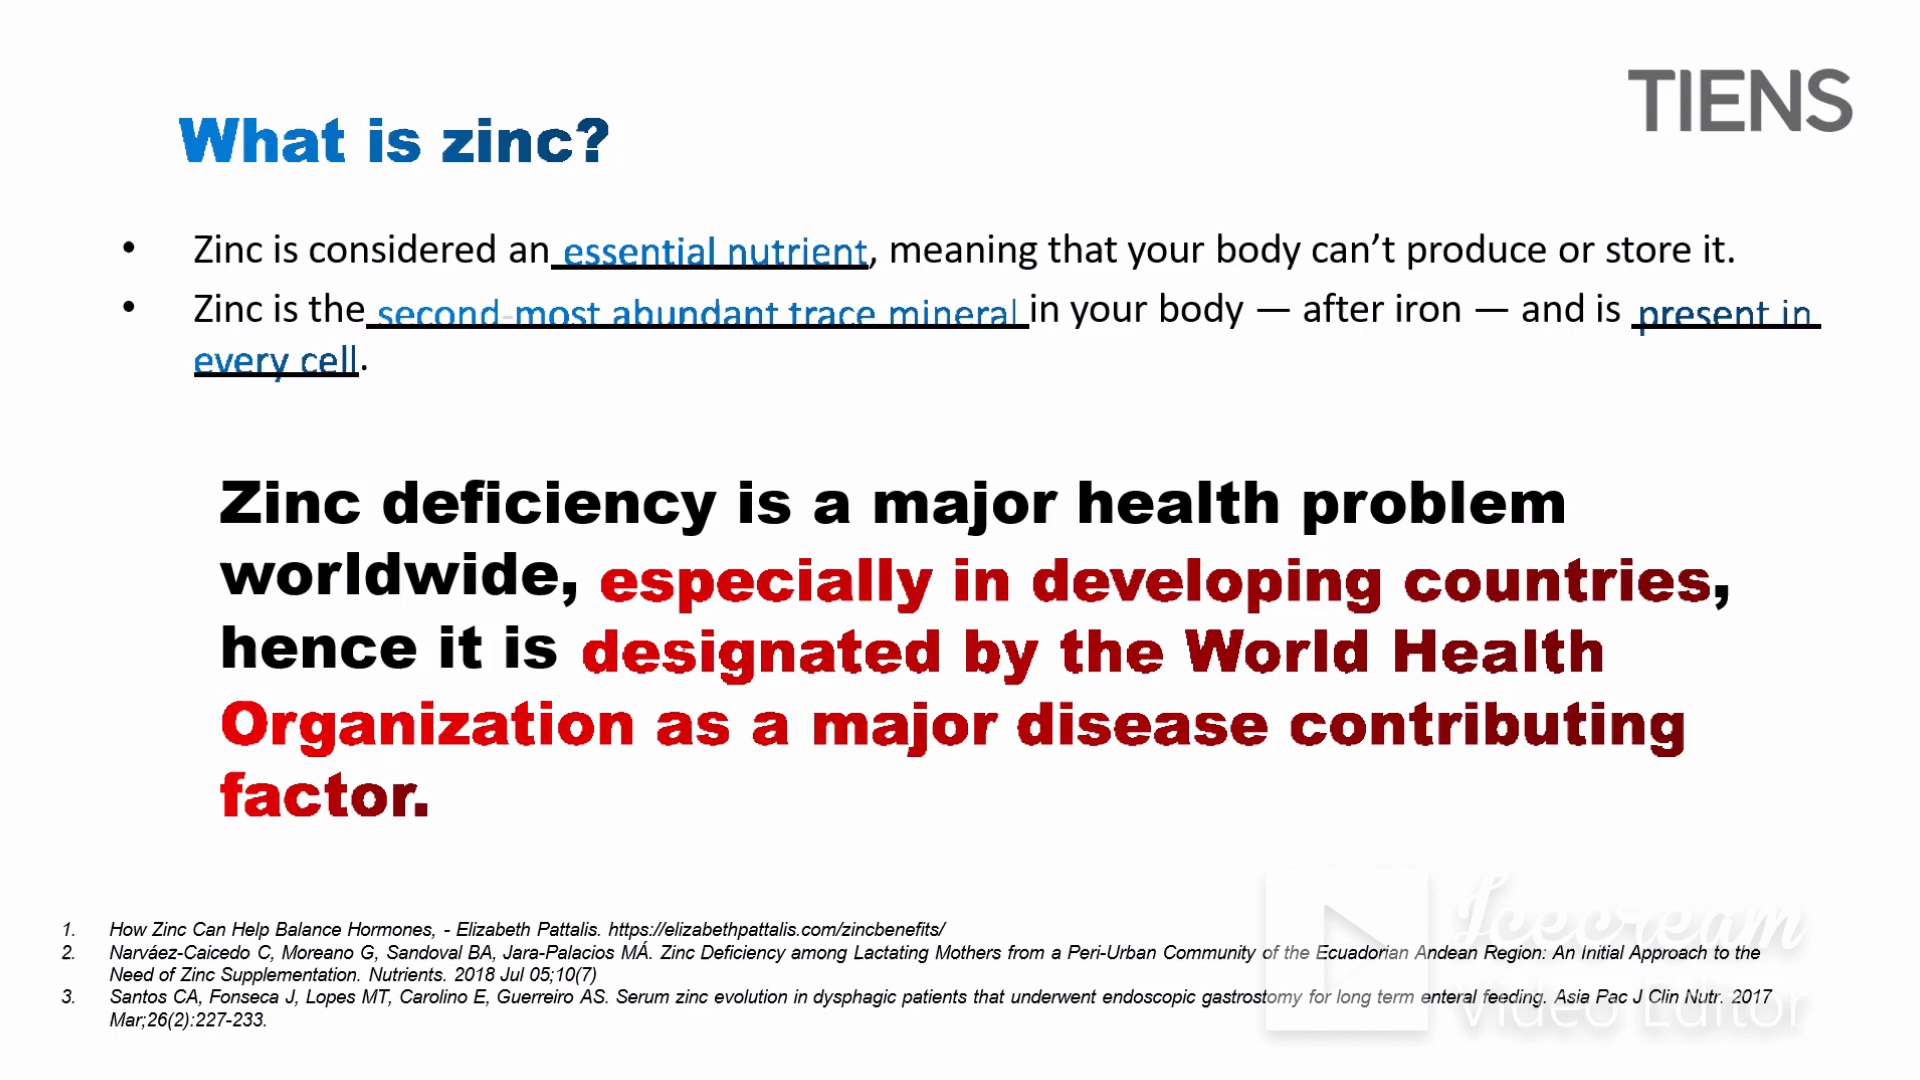 TIENS
What is zinc?
• Zinc is considered an essential nutrient, meaning that your body can’t produce or store it.
• Zinc is the second-most abundant trace mineral in your body — after iron — and is present in
every cell.
Zinc deficiency is a major health problem
worldwide, especially in developing countries,
hence it is designated by the World Health
Organization as a major disease contributing
factor.
1. How Zinc Can Help Balance Hormones, - Elizabeth Pattalis. https://elizabethpattalis.com/zincbenefits/
2. Narváez-Caicedo C, Moreano G, Sandoval BA, Jara-Palacios MÁ. Zinc Deficiency among Lactating Mothers from a Peri-Urban Community of the Ecuadorian Andean Region: An Initial Approach to the
Need of Zinc Supplementation. Nutrients. 2018 Jul 05;10(7)
3. Santos CA, Fonseca J, Lopes MT, Carolino E, Guerreiro AS. Serum zinc evolution in dysphagic patients that underwent endoscopic gastrostomy for long term enteral feeding. Asia Pac J Clin Nutr. 2017
Mar;26(2):227-233.
Icecream
Video Editor